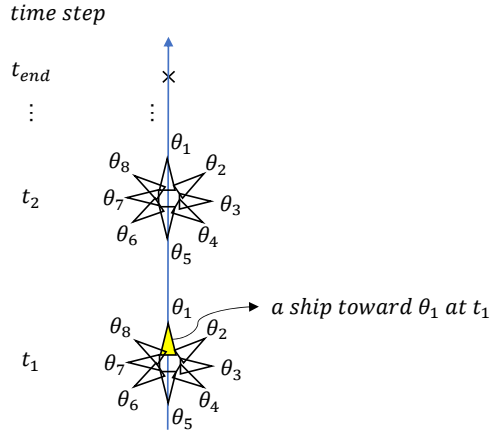 time step
t_end
⋮ ⋮
θ₁
θ₈ θ₂
t₂ θ₇ θ₃
θ₆ θ₄
θ₅
θ₁ a ship toward θ₁ at t₁
θ₈ θ₂
t₁ θ₇ θ₃
θ₆ θ₄
θ₅